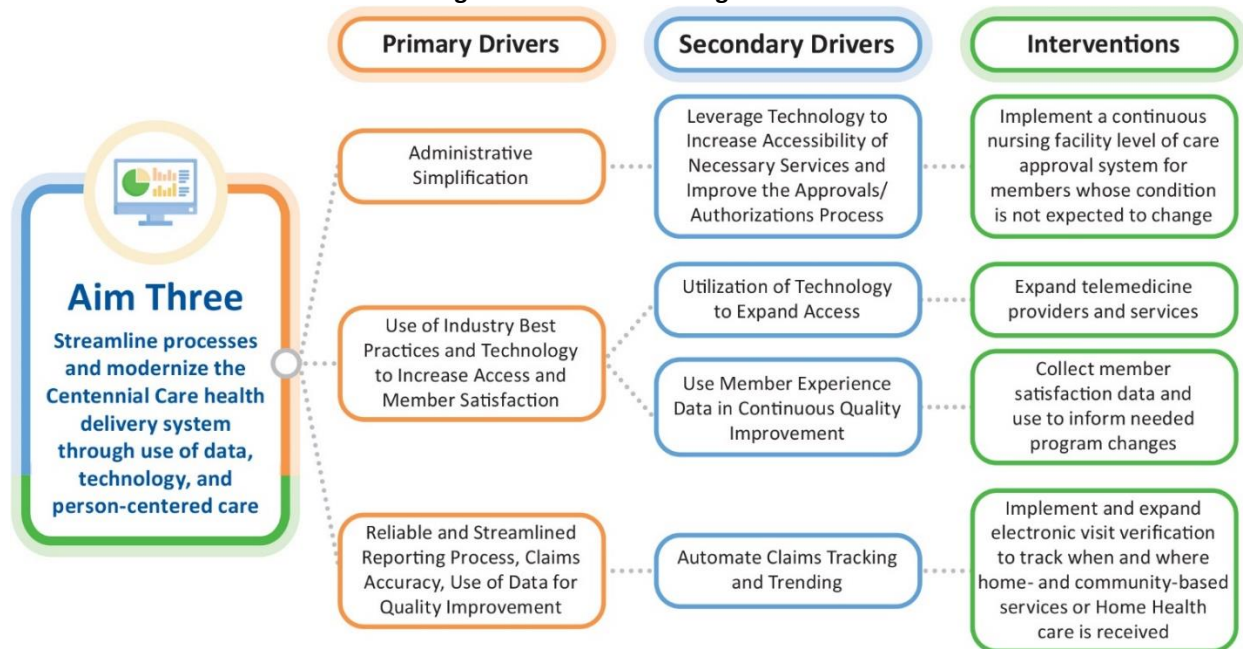 Primary Drivers
Secondary Drivers
Interventions
Aim Three
Streamline processes
and modernize the
Centennial Care health
delivery system
through use of data,
technology, and
person-centered care
Administrative
Simplification
Leverage Technology to
Increase Accessibility of
Necessary Services and
Improve the Approvals/
Authorizations Process
Implement a continuous
nursing facility level of care
approval system for
members whose condition
is not expected to change
Use of Industry Best
Practices and Technology
to Increase Access and
Member Satisfaction
Utilization of Technology
to Expand Access
Expand telemedicine
providers and services
Use Member Experience
Data in Continuous Quality
Improvement
Collect member
satisfaction data and
use to inform needed
program changes
Reliable and Streamlined
Reporting Process, Claims
Accuracy, Use of Data for
Quality Improvement
Automate Claims Tracking
and Trending
Implement and expand
electronic visit verification
to track when and where
home- and community-based
services or Home Health
care is received